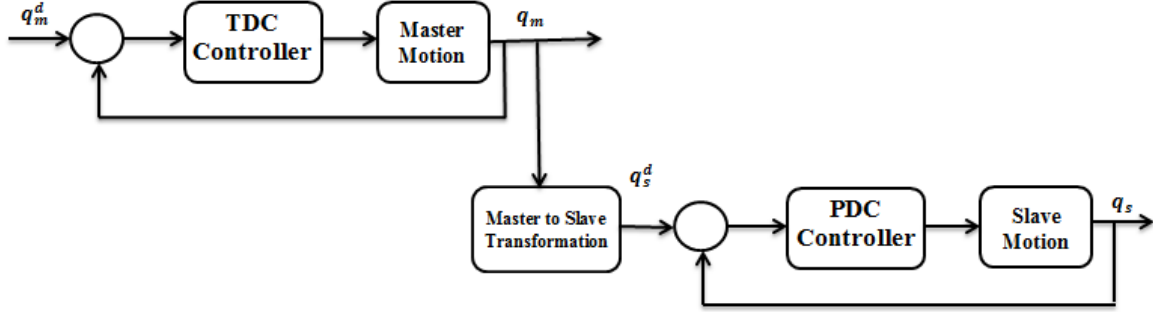 q_m^d
TDC
Controller
Master
Motion
q_m
Master to Slave
Transformation
q_s^d
PDC
Controller
Slave
Motion
q_s